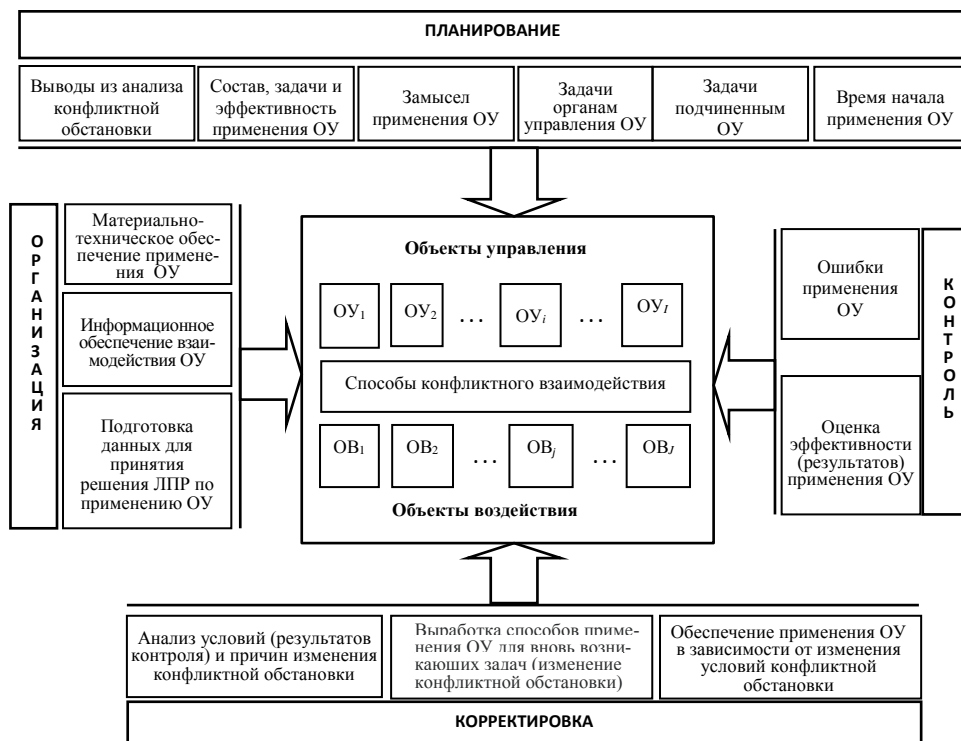 ПЛАНИРОВАНИЕ
Выводы из анализа
конфликтной
обстановки
Состав, задачи и
эффективность
применения ОУ
Замысел
применения ОУ
Задачи
органам
управления ОУ
Задачи
подчиненным
ОУ
Время начала
применения ОУ
ОРГАНИЗАЦИЯ
Материально-
техническое обес-
печение примене-
ния ОУ
Информационное
обеспечение взаи-
модействия ОУ
Подготовка
данных для
принятия
решения ЛПР по
применению ОУ
Объекты управления
ОУ1 ОУ2 ... ОУi ... ОУI
Способы конфликтного взаимодействия
ОВ1 ОВ2 ... ОВj ... ОВJ
Объекты воздействия
Ошибки
применения
ОУ
Оценка
эффективности
(результатов)
применения ОУ
КОНТРОЛЬ
Анализ условий (результатов
контроля) и причин изменения
конфликтной обстановки
Выработка способов приме-
нения ОУ для вновь возни-
кающих задач (изменение
конфликтной обстановки)
Обеспечение применения ОУ
в зависимости от изменения
условий конфликтной
обстановки
КОРРЕКТИРОВКА